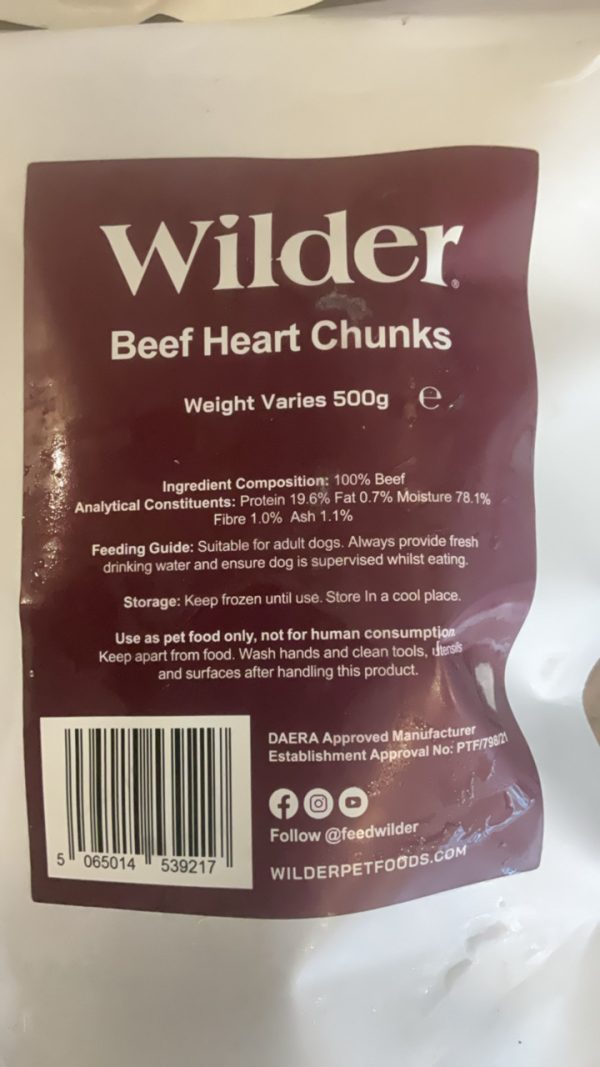 Wilder®
Beef Heart Chunks
Weight Varies 500g ℮
Ingredient Composition: 100% Beef
Analytical Constituents: Protein 19.6% Fat 0.7% Moisture 78.1%
Fibre 1.0% Ash 1.1%
Feeding Guide: Suitable for adult dogs. Always provide fresh
drinking water and ensure dog is supervised whilst eating.
Storage: Keep frozen until use. Store In a cool place.
Use as pet food only, not for human consumption
Keep apart from food. Wash hands and clean tools, utensils
and surfaces after handling this product.
DAERA Approved Manufacturer
Establishment Approval No: PTF/798/21
Follow @feedwilder
WILDERPETFOODS.COM
5 065014 539217